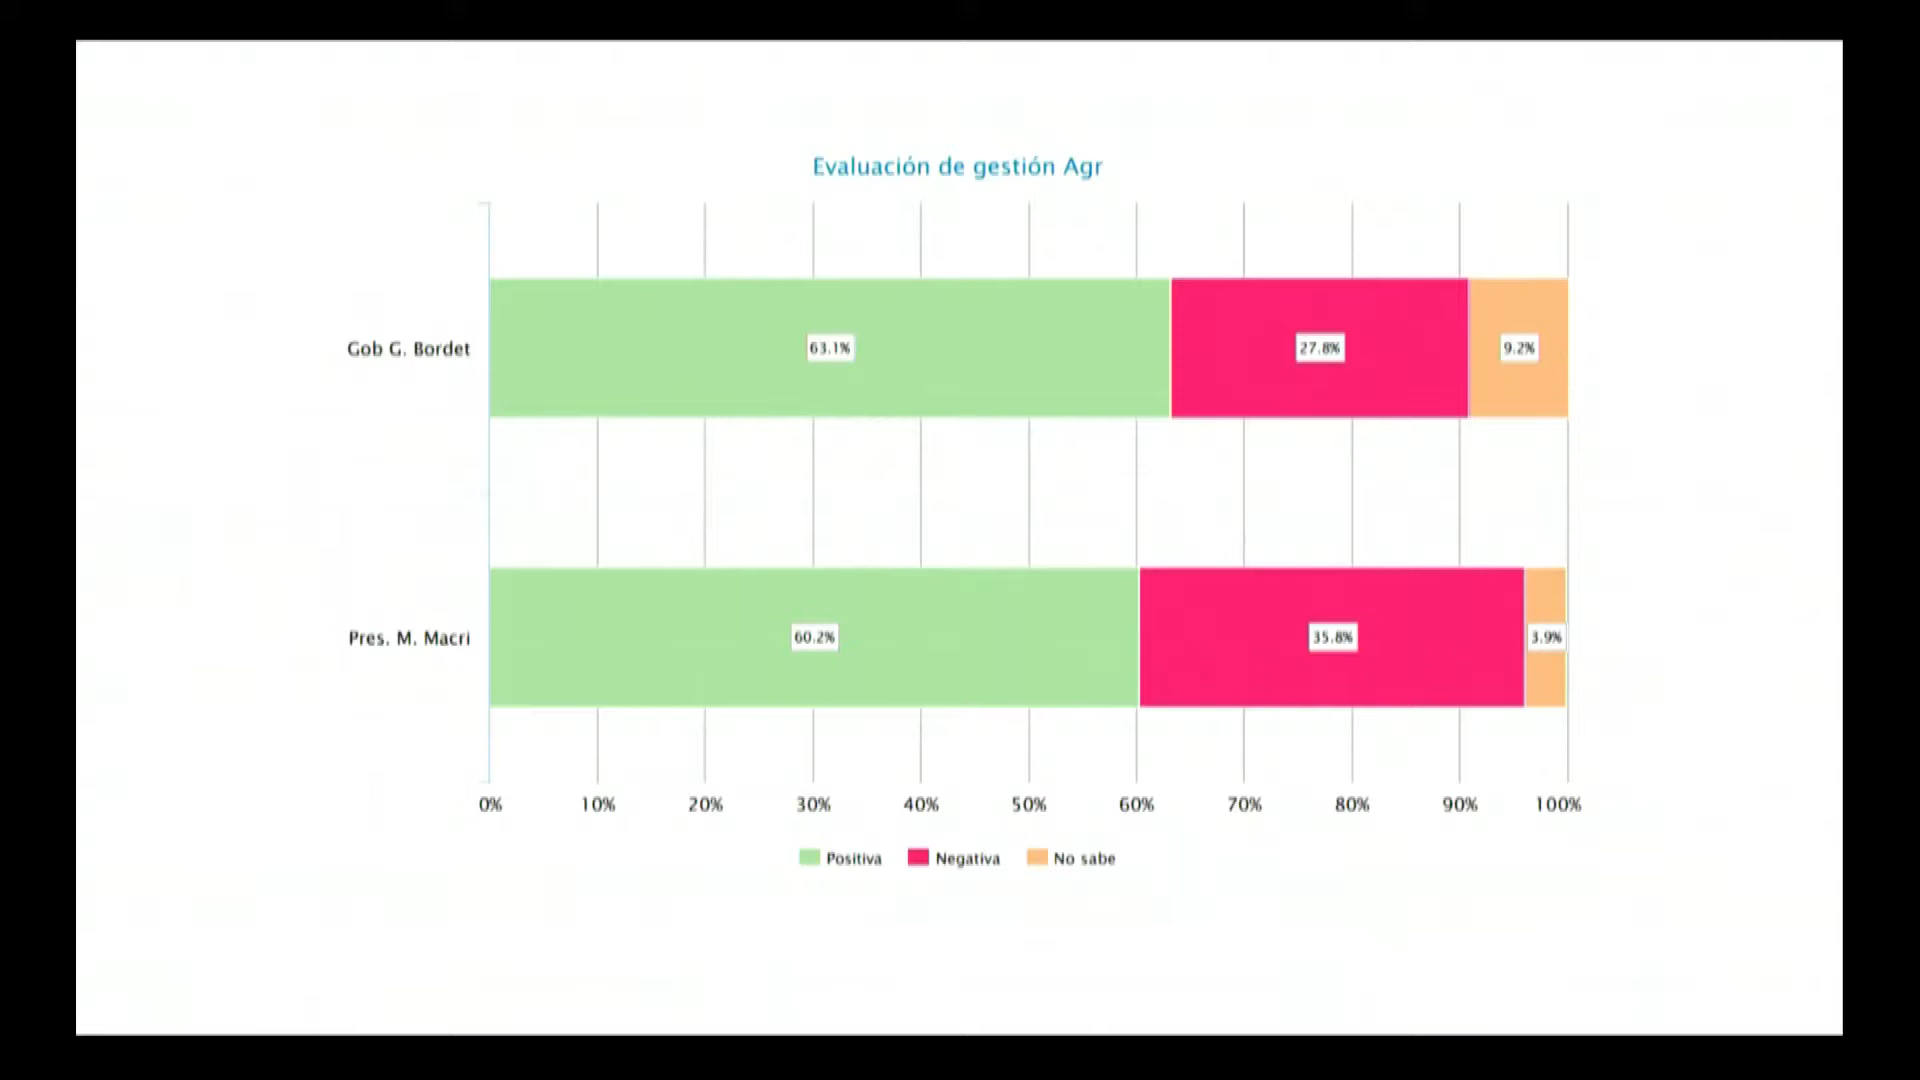 Evaluación de gestión Agr
Gob G. Bordet
63.1%
27.8%
9.2%
Pres. M. Macri
60.2%
35.8%
3.9%
0% 10% 20% 30% 40% 50% 60% 70% 80% 90% 100%
Positiva Negativa No sabe